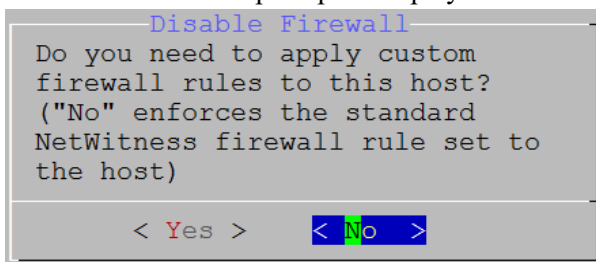 Disable Firewall
Do you need to apply custom
firewall rules to this host?
("No" enforces the standard
NetWitness firewall rule set to
the host)
< Yes > < No >